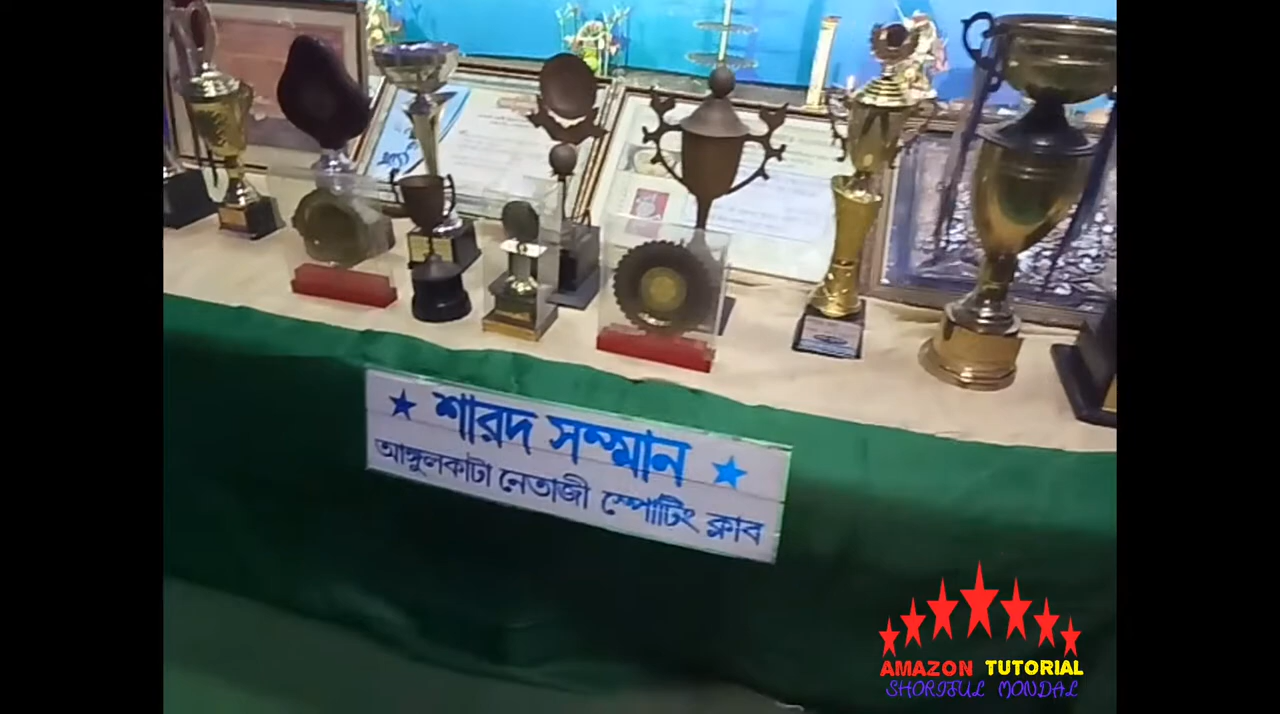 ★ শারদ সম্মান ★
আঙ্গুলকাটা নেতাজী স্পোটিং ক্লাব
AMAZON TUTORIAL
SHORIFUL MONDAL